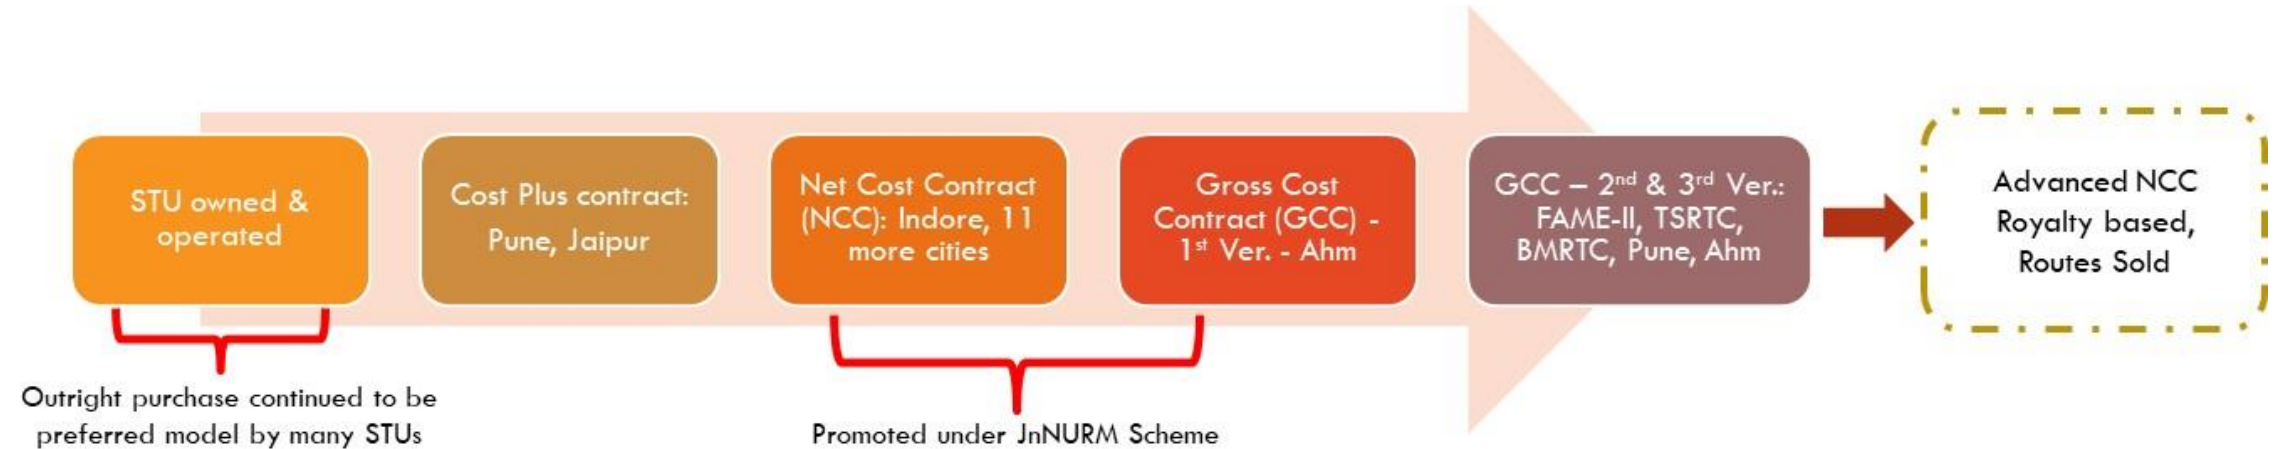 STU owned &
operated
Cost Plus contract:
Pune, Jaipur
Net Cost Contract
(NCC): Indore, 11
more cities
Gross Cost
Contract (GCC) -
1st Ver. - Ahm
GCC – 2nd & 3rd Ver.:
FAME-II, TSRTC,
BMRTC, Pune, Ahm
Advanced NCC
Royalty based,
Routes Sold
Outright purchase continued to be
preferred model by many STUs
Promoted under JnNURM Scheme